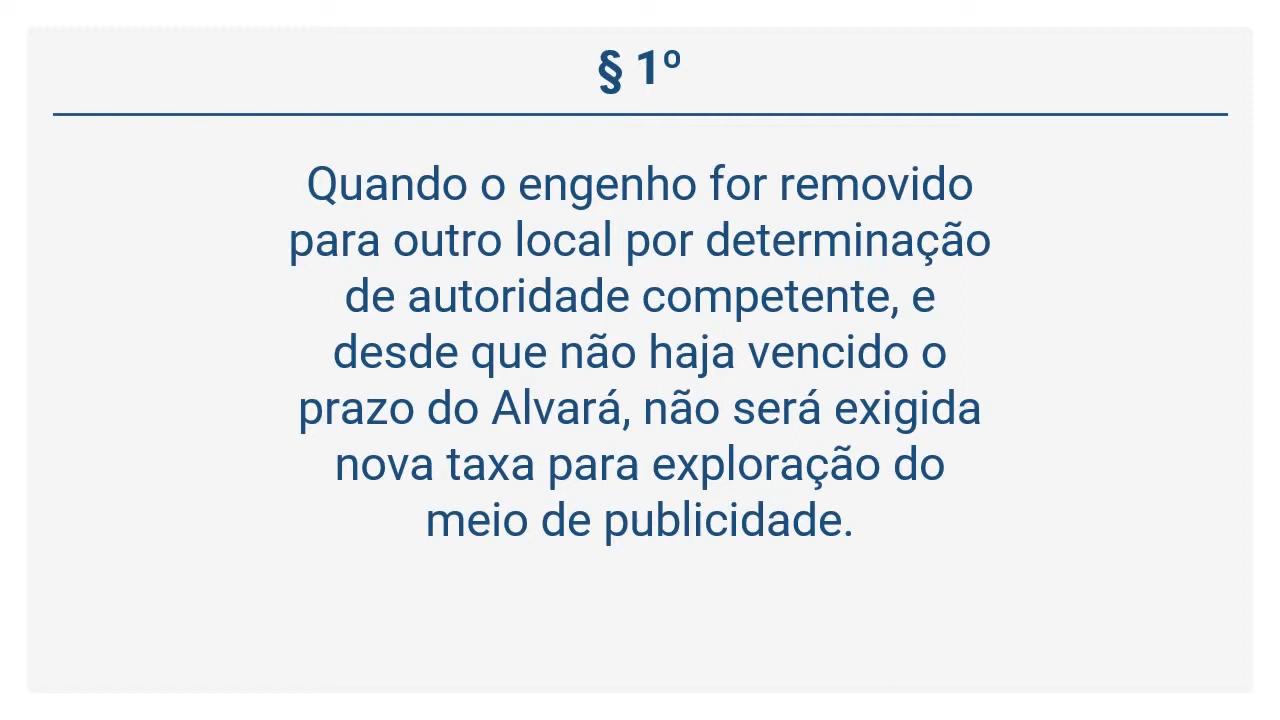 § 1º
Quando o engenho for removido
para outro local por determinação
de autoridade competente, e
desde que não haja vencido o
prazo do Alvará, não será exigida
nova taxa para exploração do
meio de publicidade.